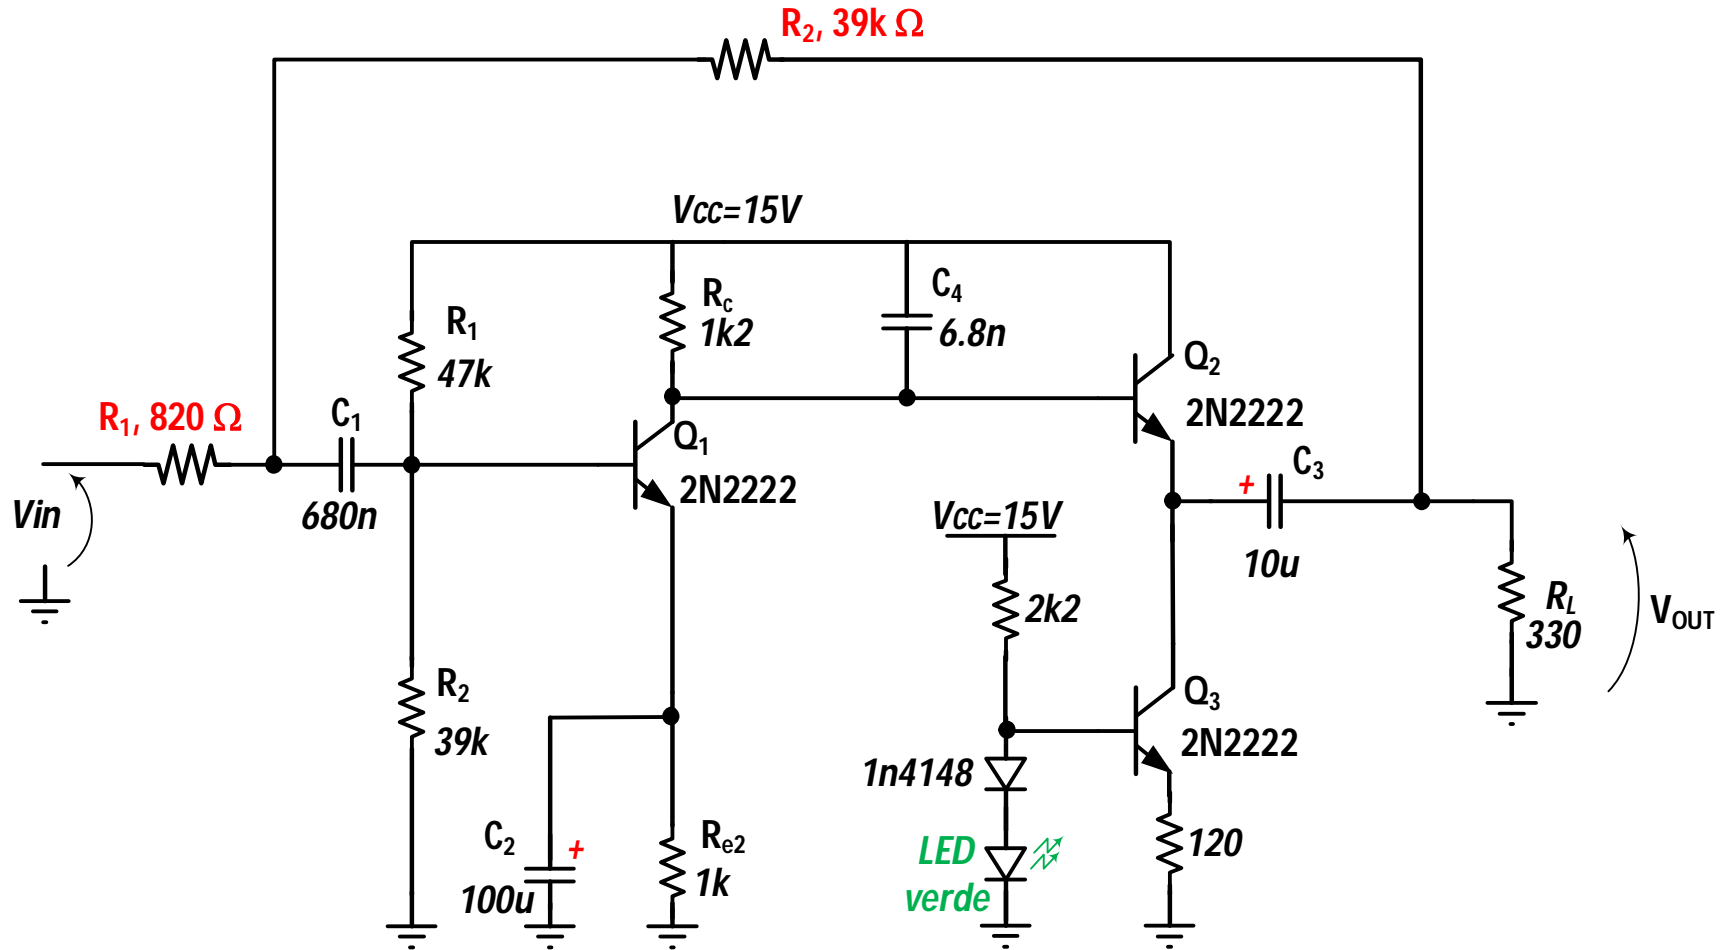 R2, 39k Ω
VCC=15V
Rc
1k2
C4
6.8n
R1
47k
Q2
2N2222
R1, 820 Ω
C1
680n
Q1
2N2222
Vin
C3
+
10u
VCC=15V
2k2
RL
330
VOUT
R2
39k
Q3
2N2222
1n4148
C2
+
100u
Re2
1k
LED
verde
120